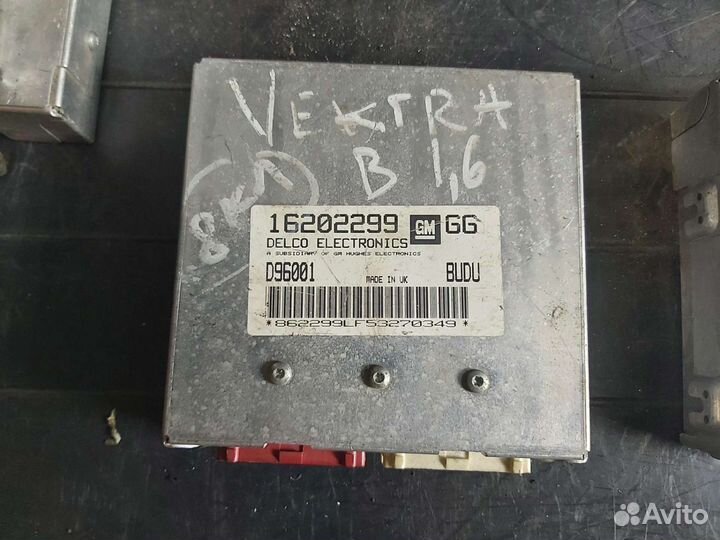 VEKTRA
8кл B 1,6
16202299 GM GG
DELCO ELECTRONICS
A SUBSIDIARY OF GM HUGHES ELECTRONICS
D96001 MADE IN UK BUDU
*862299LF53270349*
Avito